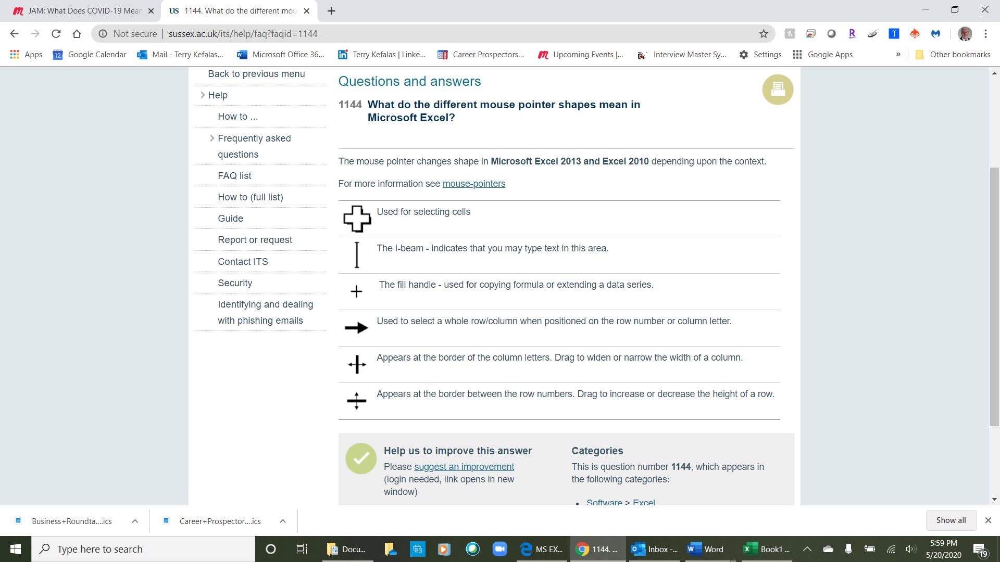 JAM: What Does COVID-19 Mean
US 1144. What do the different mou
Not secure | sussex.ac.uk/its/help/faq?faqid=1144
Apps
12 Google Calendar
Mail - Terry Kefalas...
Microsoft Office 36...
Terry Kefalas | Linke...
Career Prospectors...
Upcoming Events |...
Interview Master Sy...
Settings
Google Apps
»
Other bookmarks
Back to previous menu
Help
How to ...
Frequently asked
questions
FAQ list
How to (full list)
Guide
Report or request
Contact ITS
Security
Identifying and dealing
with phishing emails
Questions and answers
1144 What do the different mouse pointer shapes mean in
Microsoft Excel?
The mouse pointer changes shape in Microsoft Excel 2013 and Excel 2010 depending upon the context.
For more information see mouse-pointers
Used for selecting cells
The I-beam - indicates that you may type text in this area.
The fill handle - used for copying formula or extending a data series.
Used to select a whole row/column when positioned on the row number or column letter.
Appears at the border of the column letters. Drag to widen or narrow the width of a column.
Appears at the border between the row numbers. Drag to increase or decrease the height of a row.
Help us to improve this answer
Please suggest an improvement
(login needed, link opens in new
window)
Categories
This is question number 1144, which appears in
the following categories:
• Software > Excel
Business+Roundta....ics
Career+Prospector....ics
Show all
Type here to search
Docu...
MS EX...
1144. ...
Inbox -...
Word
Book1 ...
5:59 PM
5/20/2020
19